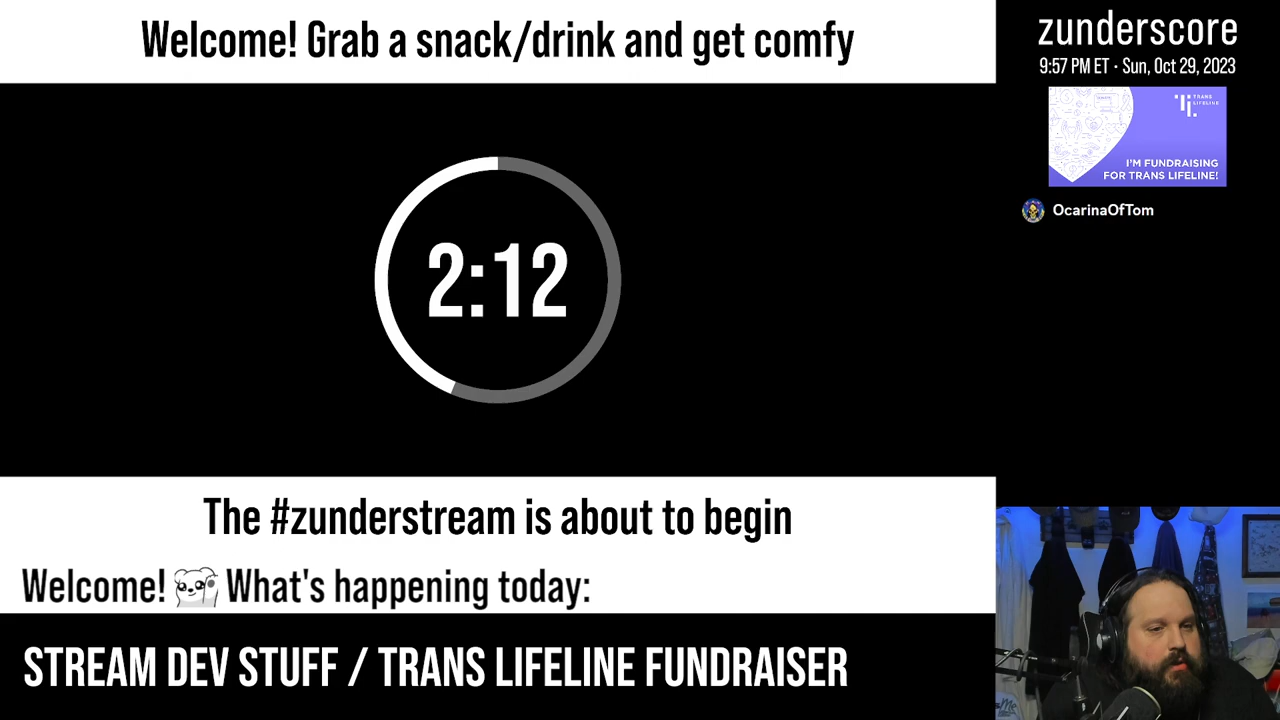 Welcome! Grab a snack/drink and get comfy
zunderscore
9:57 PM ET · Sun, Oct 29, 2023
TRANS
LIFELINE
I'M FUNDRAISING
FOR TRANS LIFELINE!
OcarinaOfTom
2:12
The #zunderstream is about to begin
Welcome! What's happening today:
STREAM DEV STUFF / TRANS LIFELINE FUNDRAISER